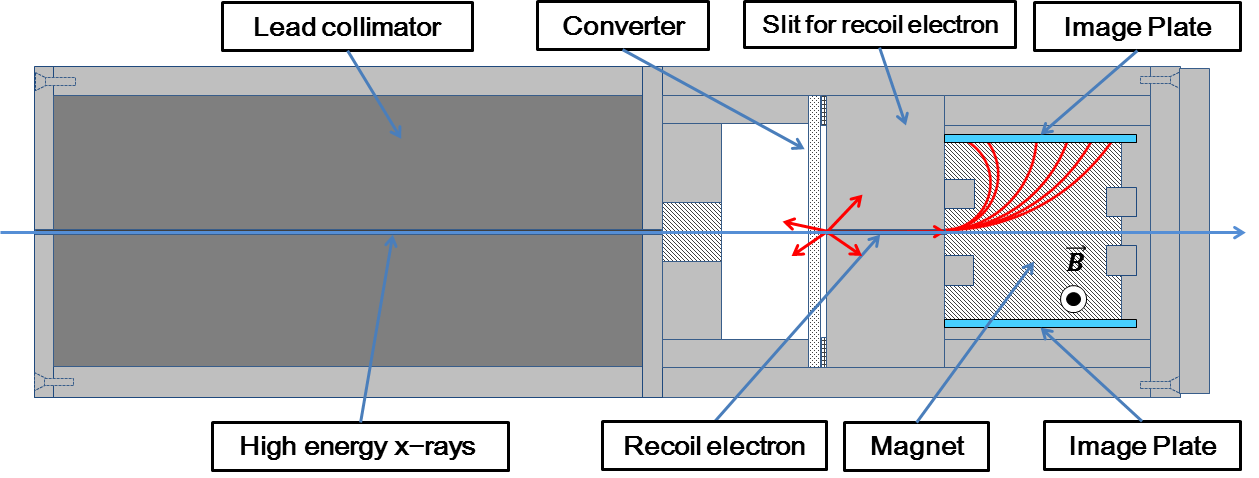 Lead collimator
Converter
Slit for recoil electron
Image Plate
B
High energy x-rays
Recoil electron
Magnet
Image Plate